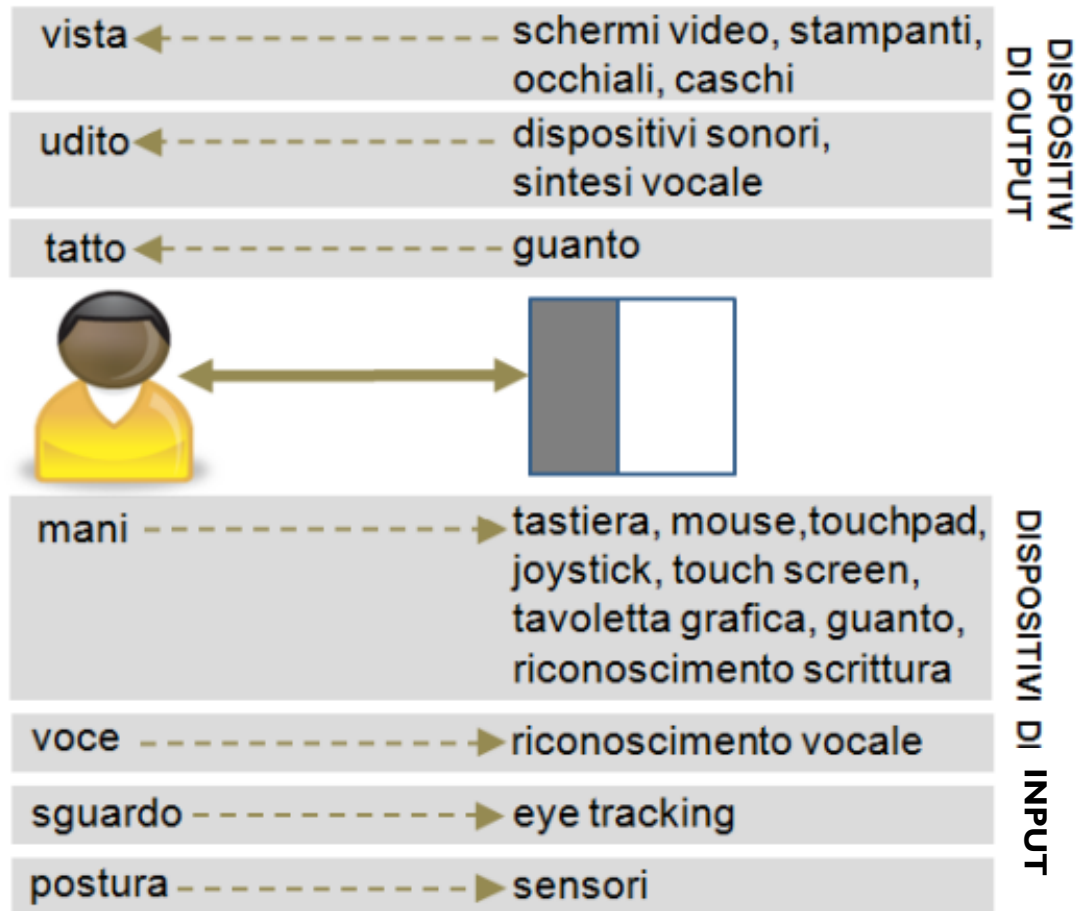 vista
schermi video, stampanti,
occhiali, caschi
udito
dispositivi sonori,
sintesi vocale
tatto
guanto
DISPOSITIVI
DI OUTPUT
mani
tastiera, mouse,touchpad,
joystick, touch screen,
tavoletta grafica, guanto,
riconoscimento scrittura
voce
riconoscimento vocale
sguardo
eye tracking
postura
sensori
DISPOSITIVI DI INPUT